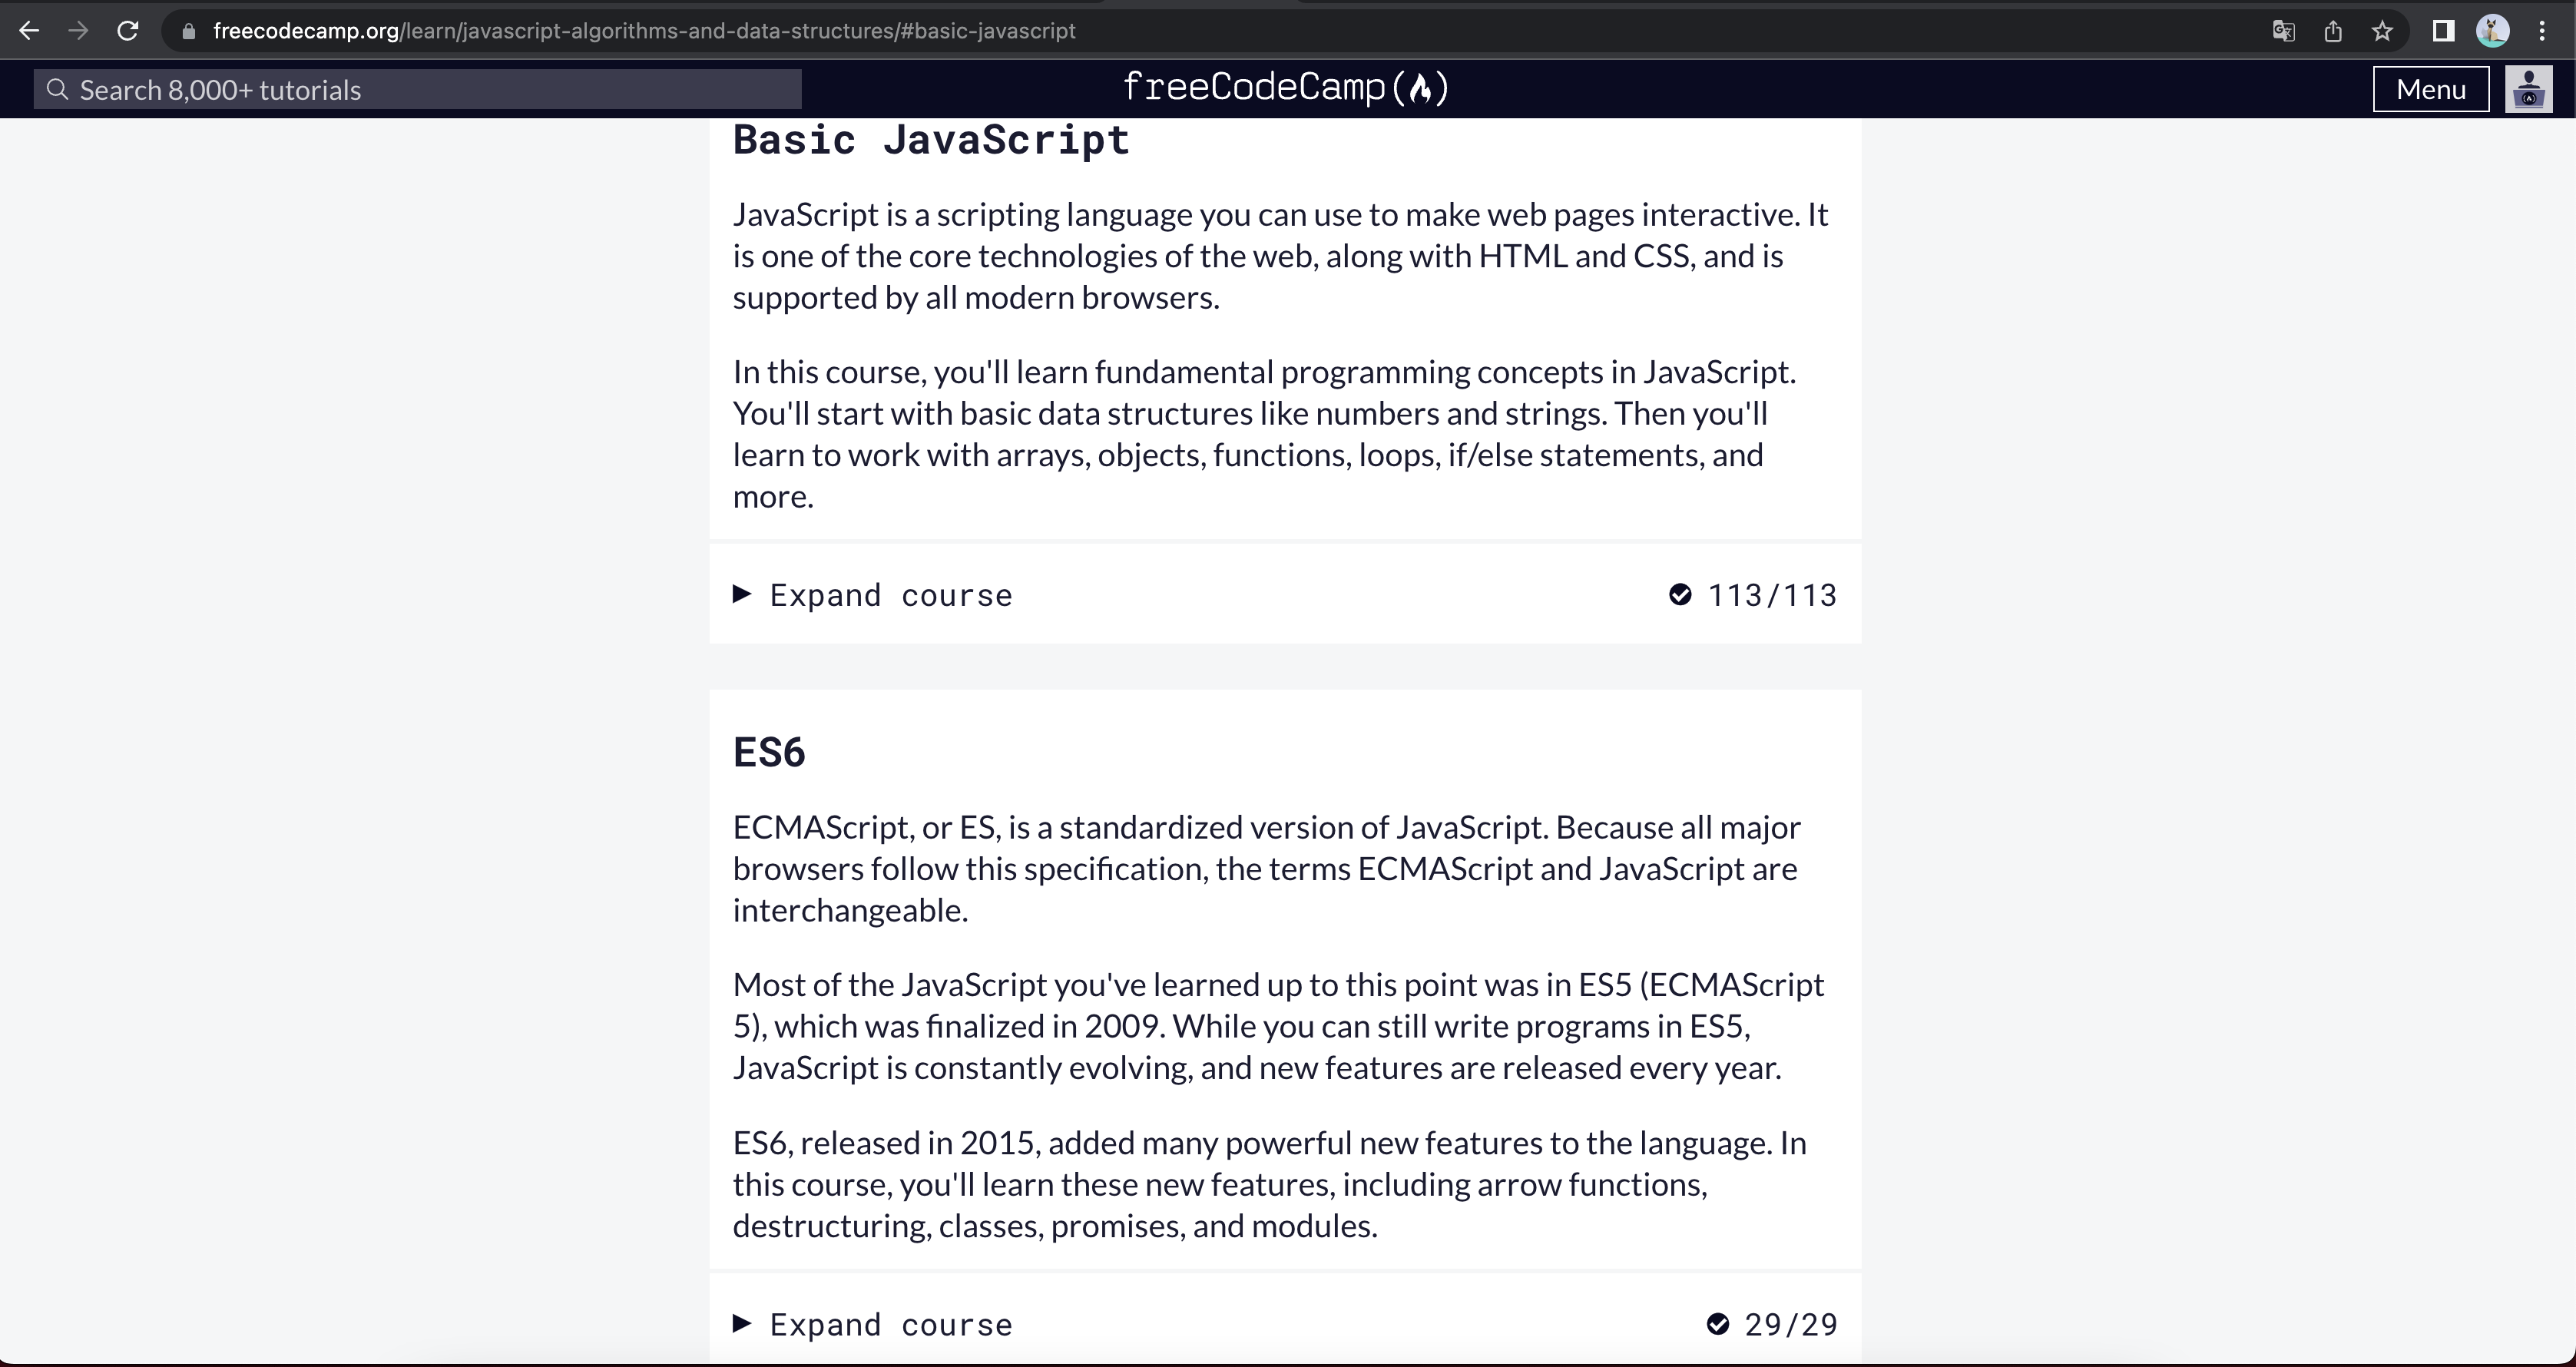 freecodecamp.org/learn/javascript-algorithms-and-data-structures/#basic-javascript
Search 8,000+ tutorials
freeCodeCamp
Menu
Basic JavaScript
JavaScript is a scripting language you can use to make web pages interactive. It
is one of the core technologies of the web, along with HTML and CSS, and is
supported by all modern browsers.
In this course, you'll learn fundamental programming concepts in JavaScript.
You'll start with basic data structures like numbers and strings. Then you'll
learn to work with arrays, objects, functions, loops, if/else statements, and
more.
Expand course
113/113
ES6
ECMAScript, or ES, is a standardized version of JavaScript. Because all major
browsers follow this specification, the terms ECMAScript and JavaScript are
interchangeable.
Most of the JavaScript you've learned up to this point was in ES5 (ECMAScript
5), which was finalized in 2009. While you can still write programs in ES5,
JavaScript is constantly evolving, and new features are released every year.
ES6, released in 2015, added many powerful new features to the language. In
this course, you'll learn these new features, including arrow functions,
destructuring, classes, promises, and modules.
Expand course
29/29